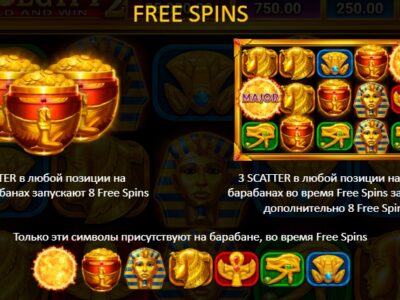 FREE SPINS
750.00
250.00
AND WIN
MAJOR
TER в любой позиции на
банах запускают 8 Free Spins
3 SCATTER в любой позиции на
барабанах во время Free Spins за
дополнительно 8 Free Spin
Только эти символы присутствуют на барабане, во время Free Spins